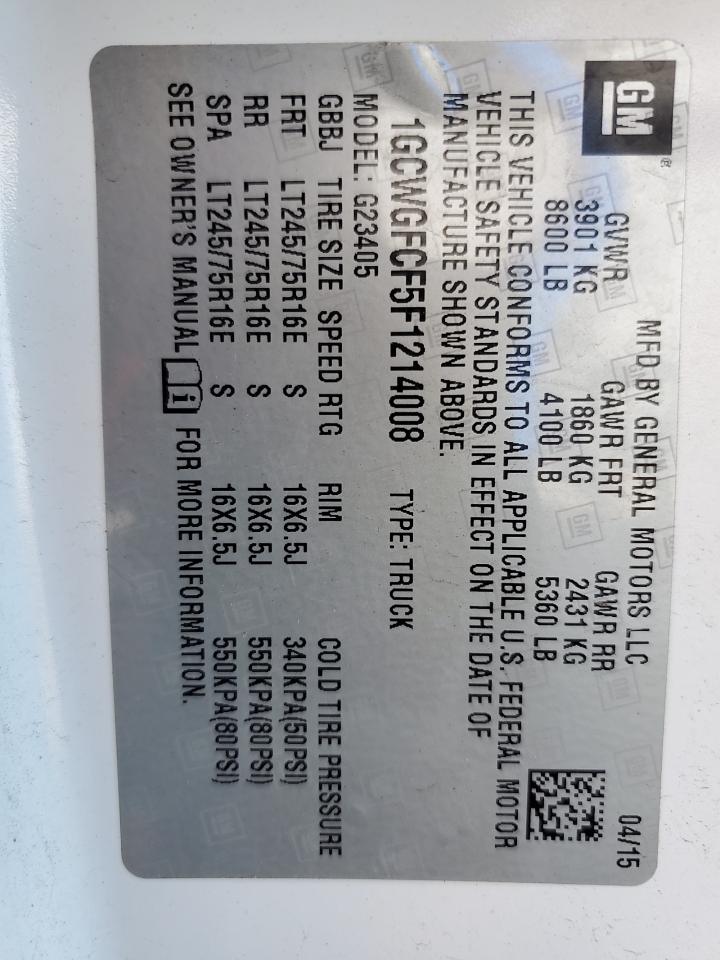 GM®
MFD BY GENERAL MOTORS LLC 04/15
GVWR GAWR FRT GAWR RR
3901 KG 1860 KG 2431 KG
8600 LB 4100 LB 5360 LB
THIS VEHICLE CONFORMS TO ALL APPLICABLE U.S. FEDERAL MOTOR
VEHICLE SAFETY STANDARDS IN EFFECT ON THE DATE OF
MANUFACTURE SHOWN ABOVE.
1GCWGFCF5F1214008 TYPE: TRUCK
MODEL: G23405
GBBJ TIRE SIZE SPEED RTG RIM COLD TIRE PRESSURE
FRT LT245/75R16E S 16X6.5J 340KPA(50PSI)
RR LT245/75R16E S 16X6.5J 550KPA(80PSI)
SPA LT245/75R16E S 16X6.5J 550KPA(80PSI)
SEE OWNER'S MANUAL i FOR MORE INFORMATION.